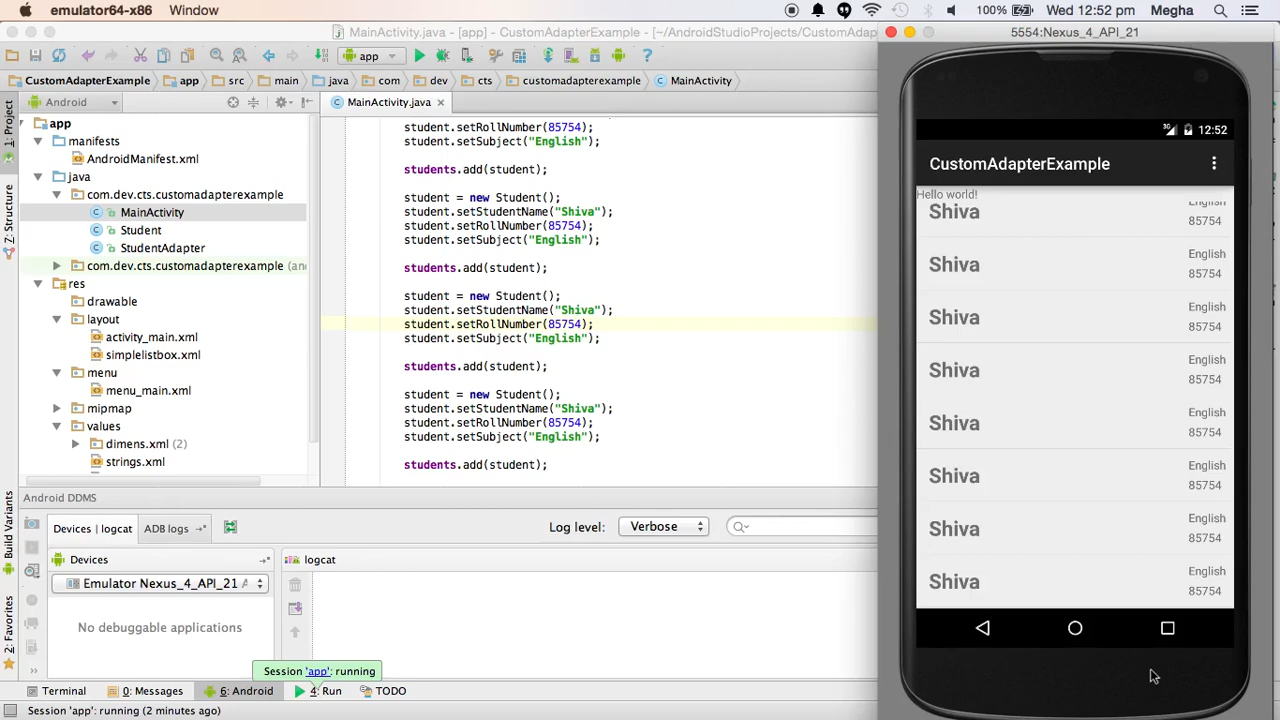 emulator64-x86 Window 100% Wed 12:52 pm Megha
MainActivity.java - [app] - CustomAdapterExample - [~/AndroidStudioProjects/CustomAdap
5554:Nexus_4_API_21
app
CustomAdapterExample app src main java com dev cts customadapterexample MainActivity
Android
MainActivity.java
1: Project
Z: Structure
Build Variants
2: Favorites
app
manifests
AndroidManifest.xml
java
com.dev.cts.customadapterexample
MainActivity
Student
StudentAdapter
com.dev.cts.customadapterexample (an
res
drawable
layout
activity_main.xml
simplelistbox.xml
menu
menu_main.xml
mipmap
values
dimens.xml (2)
strings.xml
student.setRollNumber(85754);
student.setSubject("English");
students.add(student);
student = new Student();
student.setStudentName("Shiva");
student.setRollNumber(85754);
student.setSubject("English");
students.add(student);
student = new Student();
student.setStudentName("Shiva");
student.setRollNumber(85754);
student.setSubject("English");
students.add(student);
student = new Student();
student.setStudentName("Shiva");
student.setRollNumber(85754);
student.setSubject("English");
students.add(student);
Android DDMS
Devices | logcat ADB logs Log level: Verbose
Devices
logcat
Emulator Nexus_4_API_21 A
No debuggable applications
Session 'app': running
Terminal 0: Messages 6: Android 4: Run TODO
Session 'app': running (2 minutes ago)
12:52
CustomAdapterExample
Hello world!
English
Shiva
85754
English
Shiva
85754
English
Shiva
85754
English
Shiva
85754
English
Shiva
85754
English
Shiva
85754
English
Shiva
85754
English
Shiva
85754